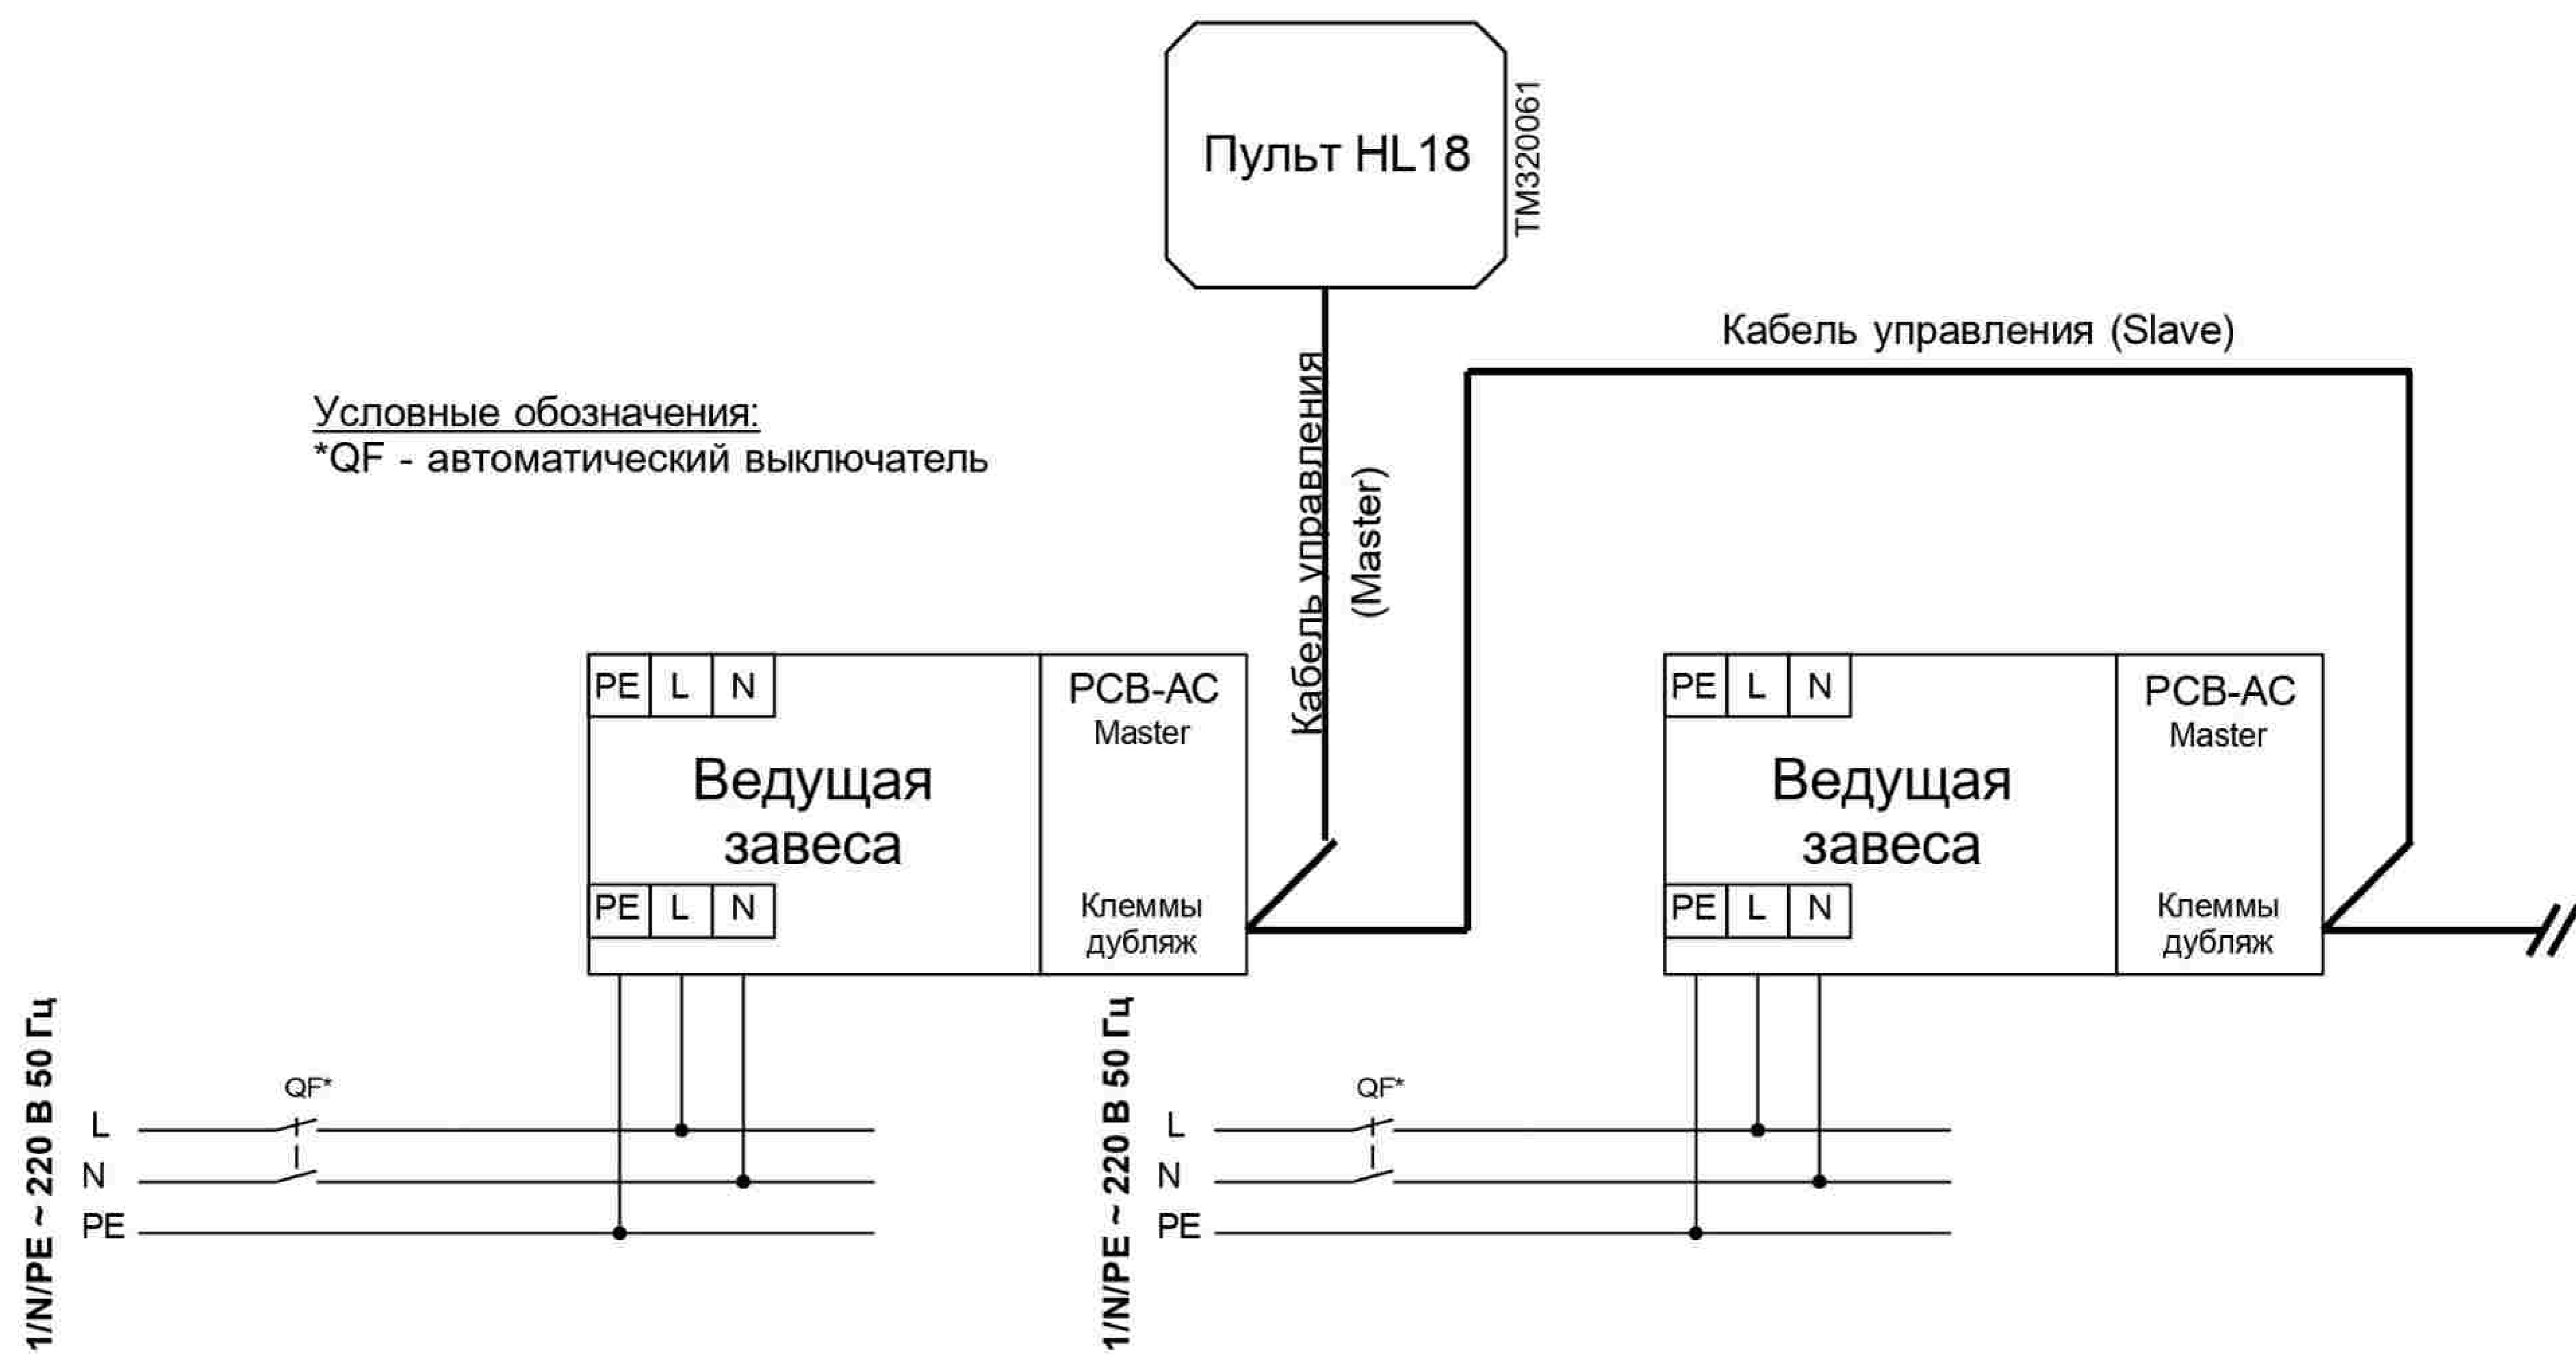 Пульт HL18
TM320061
Кабель управления (Slave)
Условные обозначения:
*QF - автоматический выключатель
Кабель управления
(Master)
PE L N
PCB-AC
Master
Ведущая
завеса
PE L N
Клеммы
дубляж
PE L N
PCB-AC
Master
Ведущая
завеса
PE L N
Клеммы
дубляж
1/N/PE ~ 220 В 50 Гц
QF*
L
N
PE
1/N/PE ~ 220 В 50 Гц
QF*
L
N
PE